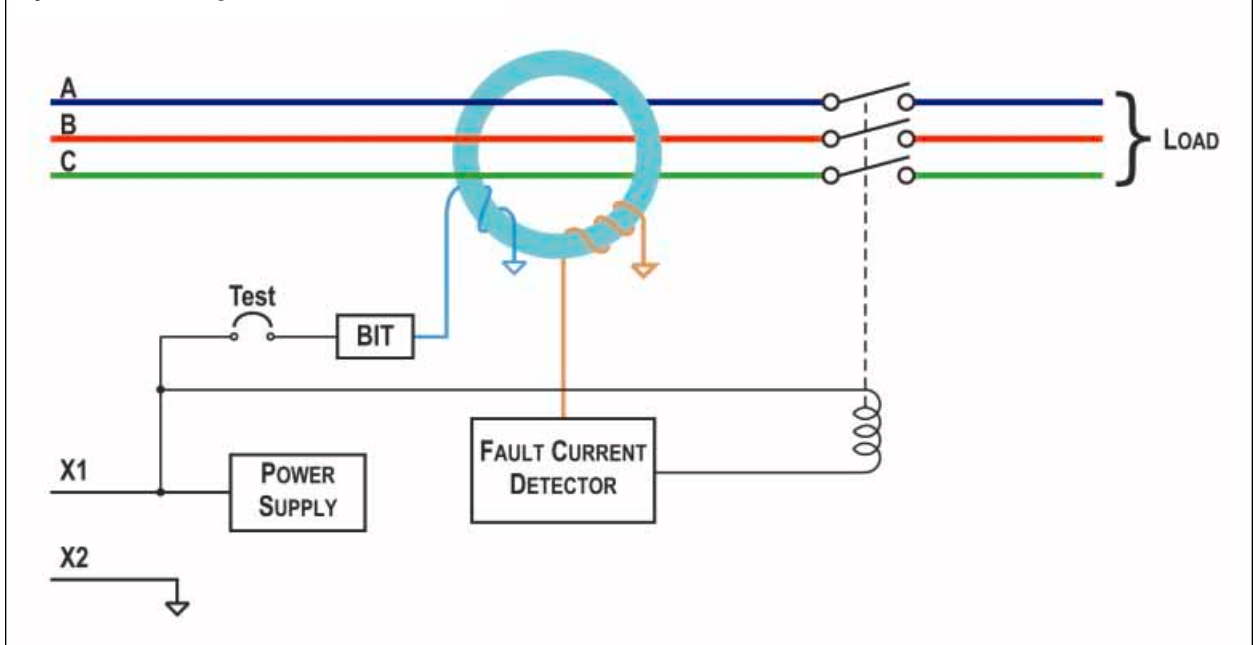 A
B
C
LOAD
Test
BIT
FAULT CURRENT
DETECTOR
X1
POWER
SUPPLY
X2